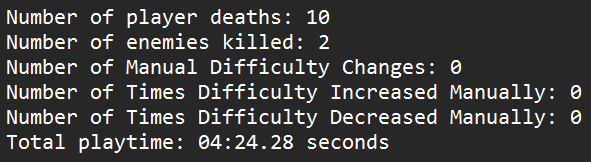 Number of player deaths: 10
Number of enemies killed: 2
Number of Manual Difficulty Changes: 0
Number of Times Difficulty Increased Manually: 0
Number of Times Difficulty Decreased Manually: 0
Total playtime: 04:24.28 seconds